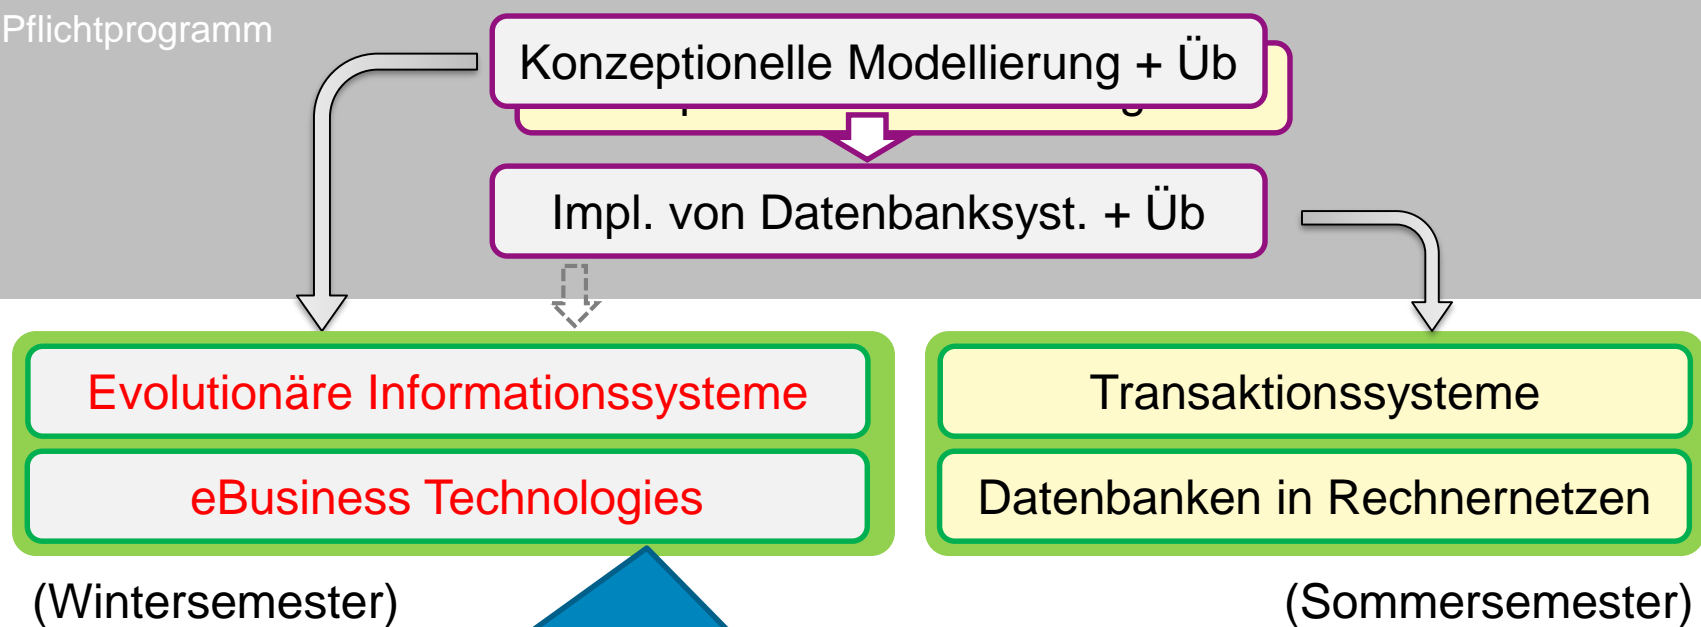 Pflichtprogramm
Konzeptionelle Modellierung + Üb
Impl. von Datenbanksyst. + Üb
Evolutionäre Informationssysteme
Transaktionssysteme
eBusiness Technologies
Datenbanken in Rechnernetzen
(Wintersemester)
(Sommersemester)